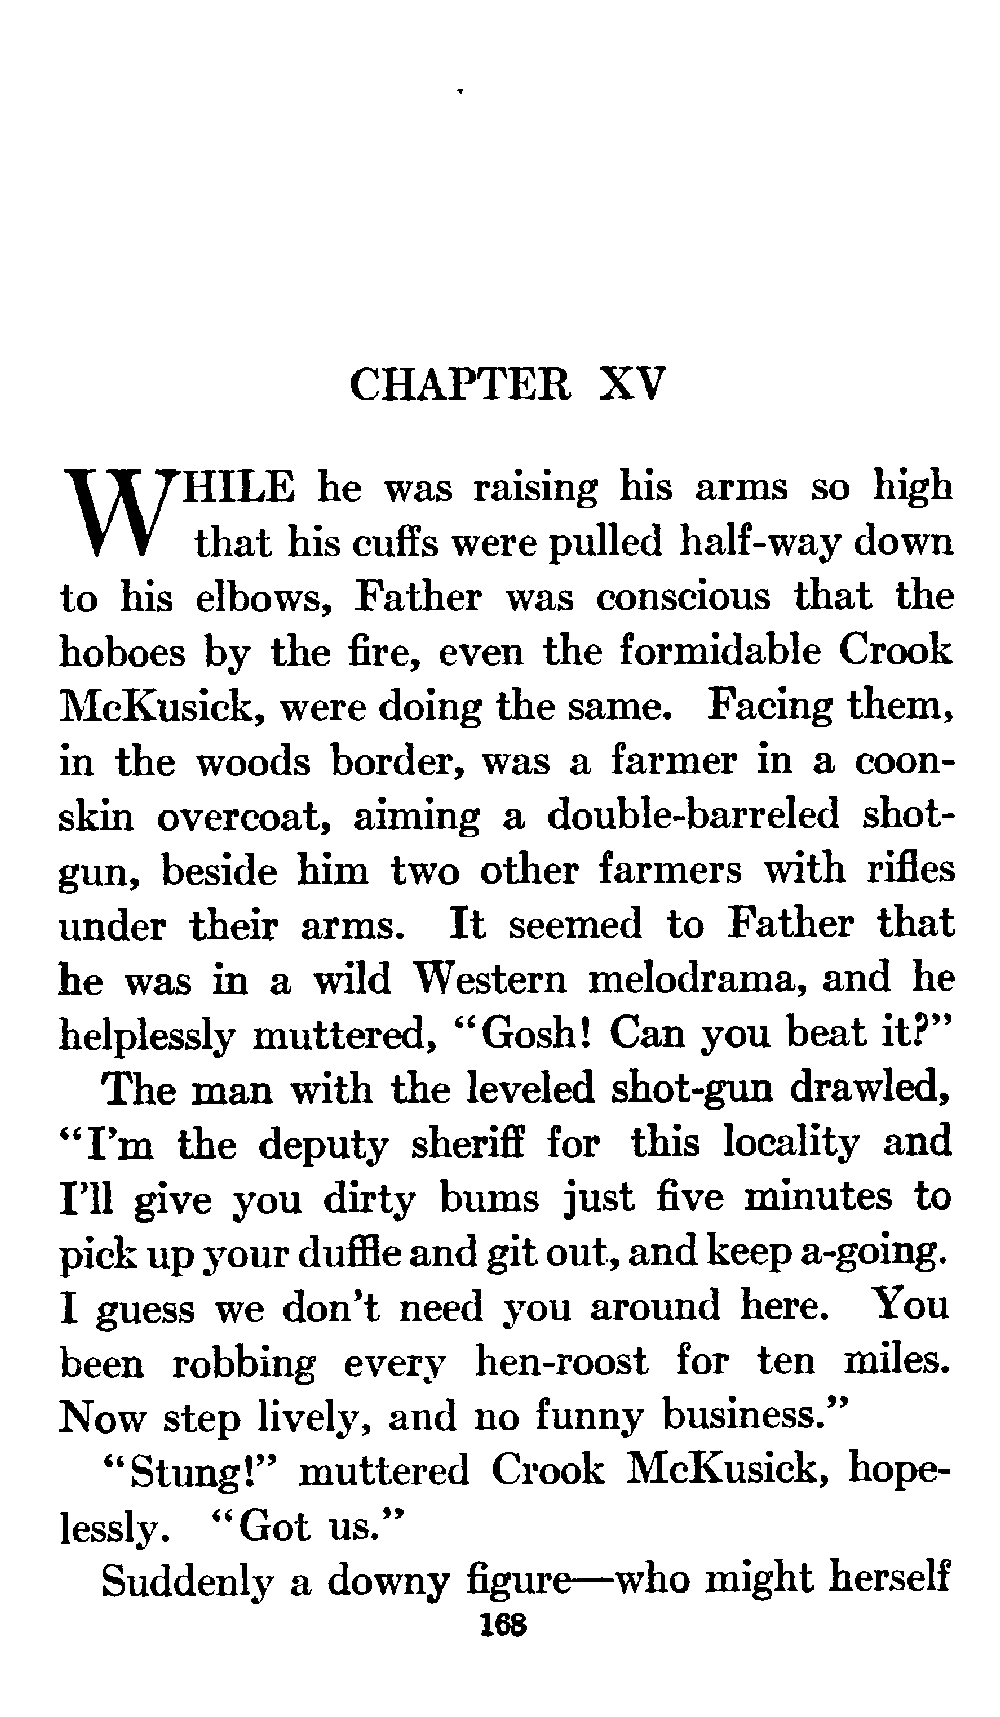 CHAPTER XV
WHILE he was raising his arms so high
that his cuffs were pulled half-way down
to his elbows, Father was conscious that the
hoboes by the fire, even the formidable Crook
McKusick, were doing the same. Facing them,
in the woods border, was a farmer in a coon-
skin overcoat, aiming a double-barreled shot-
gun, beside him two other farmers with rifles
under their arms. It seemed to Father that
he was in a wild Western melodrama, and he
helplessly muttered, “Gosh! Can you beat it?”
The man with the leveled shot-gun drawled,
“I’m the deputy sheriff for this locality and
I’ll give you dirty bums just five minutes to
pick up your duffle and git out, and keep a-going.
I guess we don’t need you around here. You
been robbing every hen-roost for ten miles.
Now step lively, and no funny business.”
“Stung!” muttered Crook McKusick, hope-
lessly. “Got us.”
Suddenly a downy figure—who might herself
168